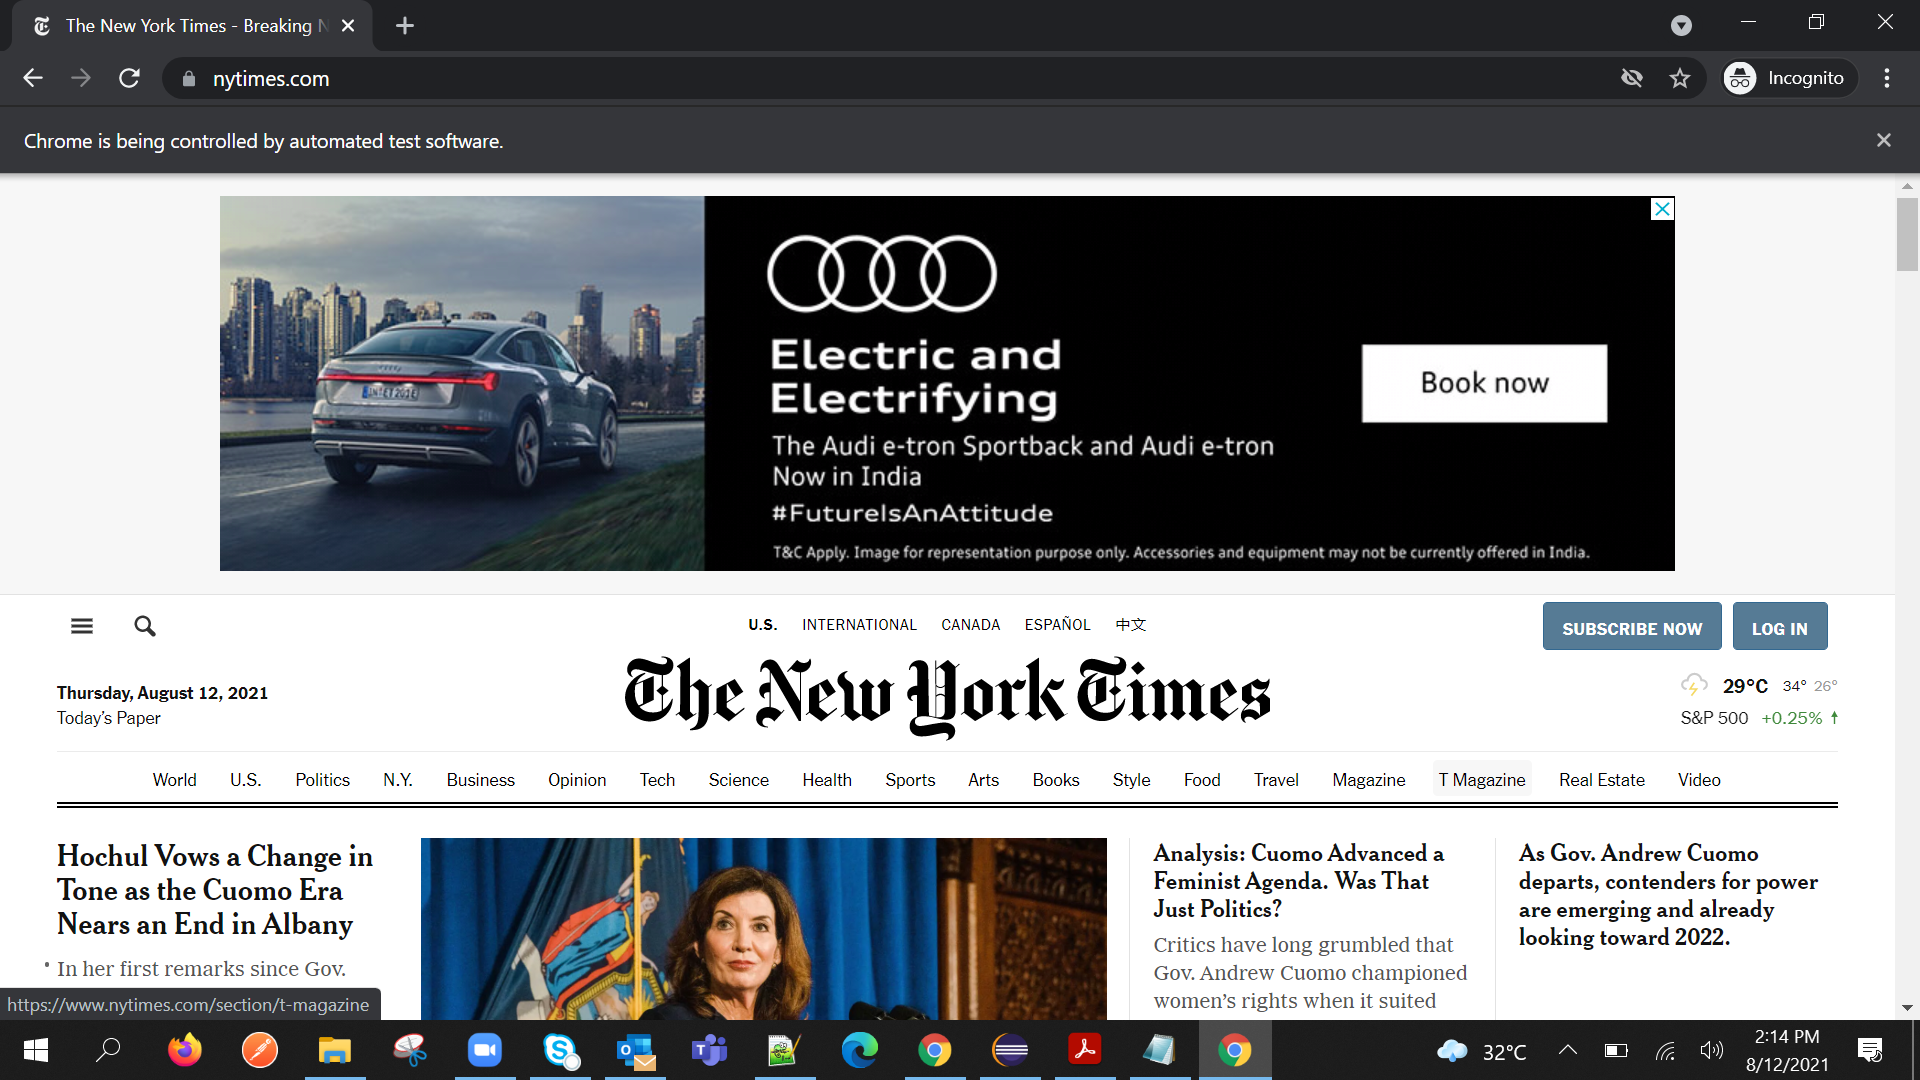 The New York Times - Breaking N
nytimes.com
Incognito
Chrome is being controlled by automated test software.
Electric and
Electrifying
The Audi e-tron Sportback and Audi e-tron
Now in India
#FutureIsAnAttitude
T&C Apply. Image for representation purpose only. Accessories and equipment may not be currently offered in India.
Book now
U.S. INTERNATIONAL CANADA ESPAÑOL 中文
SUBSCRIBE NOW LOG IN
Thursday, August 12, 2021
Today's Paper
The New York Times
29°C 34° 26°
S&P 500 +0.25% ↑
World U.S. Politics N.Y. Business Opinion Tech Science Health Sports Arts Books Style Food Travel Magazine T Magazine Real Estate Video
Hochul Vows a Change in
Tone as the Cuomo Era
Nears an End in Albany
• In her first remarks since Gov.
Analysis: Cuomo Advanced a
Feminist Agenda. Was That
Just Politics?
Critics have long grumbled that
Gov. Andrew Cuomo championed
women's rights when it suited
As Gov. Andrew Cuomo
departs, contenders for power
are emerging and already
looking toward 2022.
https://www.nytimes.com/section/t-magazine
32°C
2:14 PM
8/12/2021